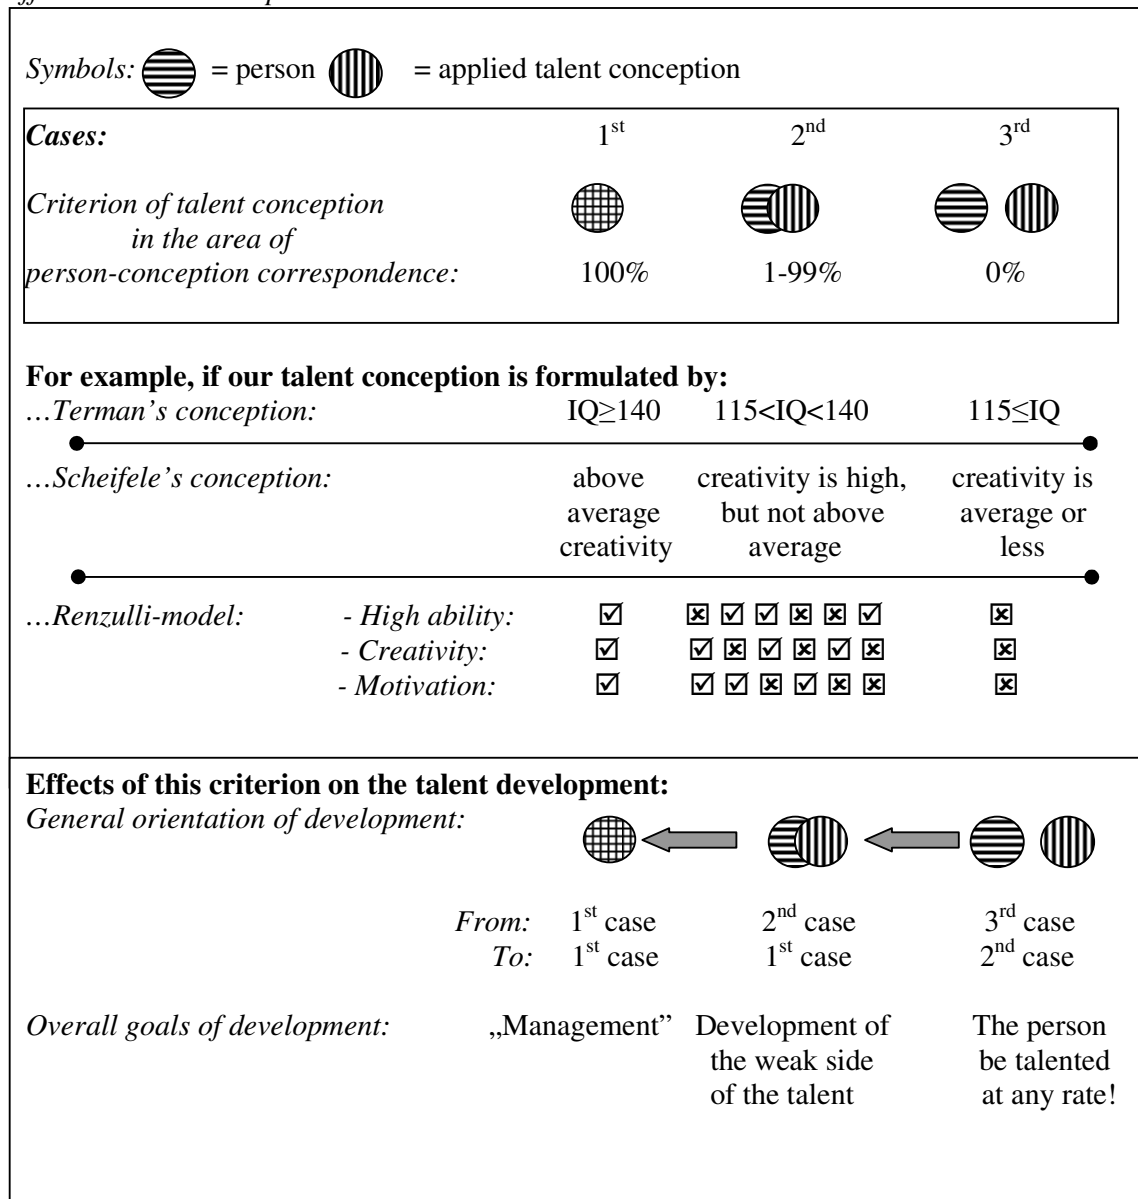 Symbols: = person = applied talent conception
Cases: 1st 2nd 3rd
Criterion of talent conception
in the area of
person-conception correspondence: 100% 1-99% 0%
For example, if our talent conception is formulated by:
…Terman's conception: IQ≥140 115<IQ<140 115≤IQ
…Scheifele's conception: above creativity is high, creativity is
average but not above average or
creativity average less
…Renzulli-model: - High ability: ☑ ☒ ☑ ☑ ☒ ☒ ☑ ☒
- Creativity: ☑ ☑ ☒ ☑ ☒ ☑ ☒ ☒
- Motivation: ☑ ☑ ☑ ☒ ☑ ☒ ☒ ☒
Effects of this criterion on the talent development:
General orientation of development:
From: 1st case 2nd case 3rd case
To: 1st case 1st case 2nd case
Overall goals of development: „Management” Development of The person
the weak side be talented
of the talent at any rate!